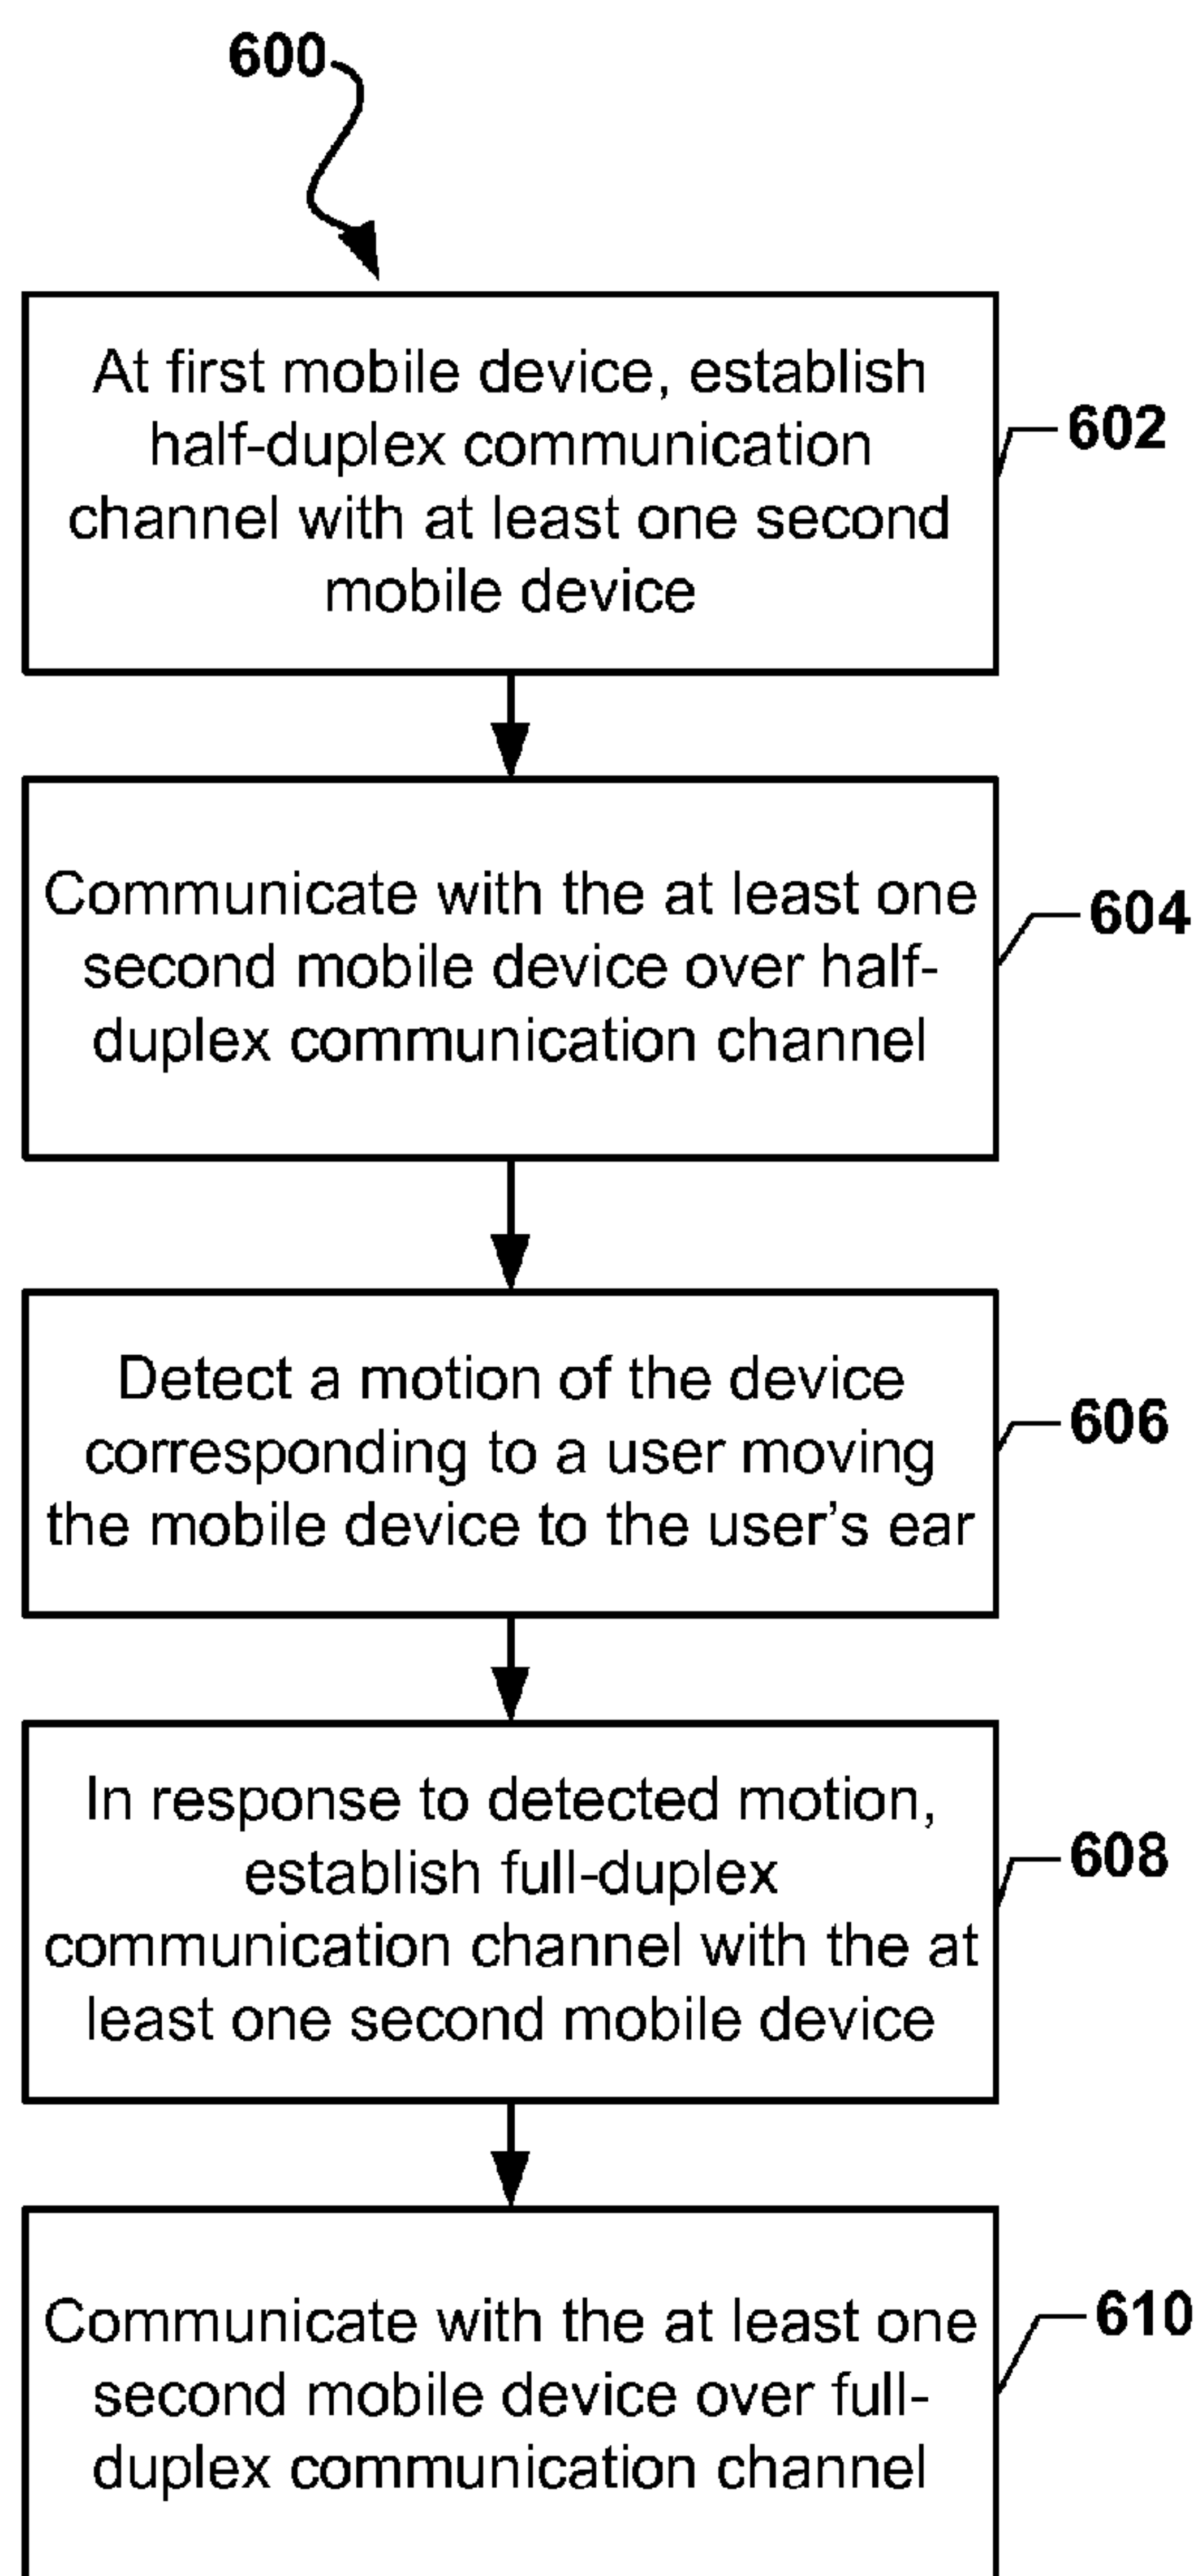 600
At first mobile device, establish
half-duplex communication
channel with at least one second
mobile device
602
Communicate with the at least one
second mobile device over half-
duplex communication channel
604
Detect a motion of the device
corresponding to a user moving
the mobile device to the user's ear
606
In response to detected motion,
establish full-duplex
communication channel with the at
least one second mobile device
608
Communicate with the at least one
second mobile device over full-
duplex communication channel
610